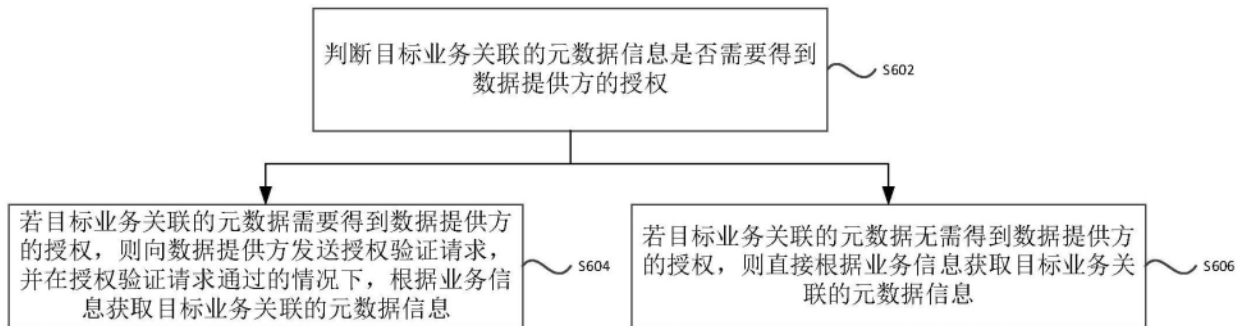 判断目标业务关联的元数据信息是否需要得到
数据提供方的授权
S602
若目标业务关联的元数据需要得到数据提供方
的授权，则向数据提供方发送授权验证请求，
并在授权验证请求通过的情况下，根据业务信
息获取目标业务关联的元数据信息
S604
若目标业务关联的元数据无需得到数据提供方
的授权，则直接根据业务信息获取目标业务关
联的元数据信息
S606